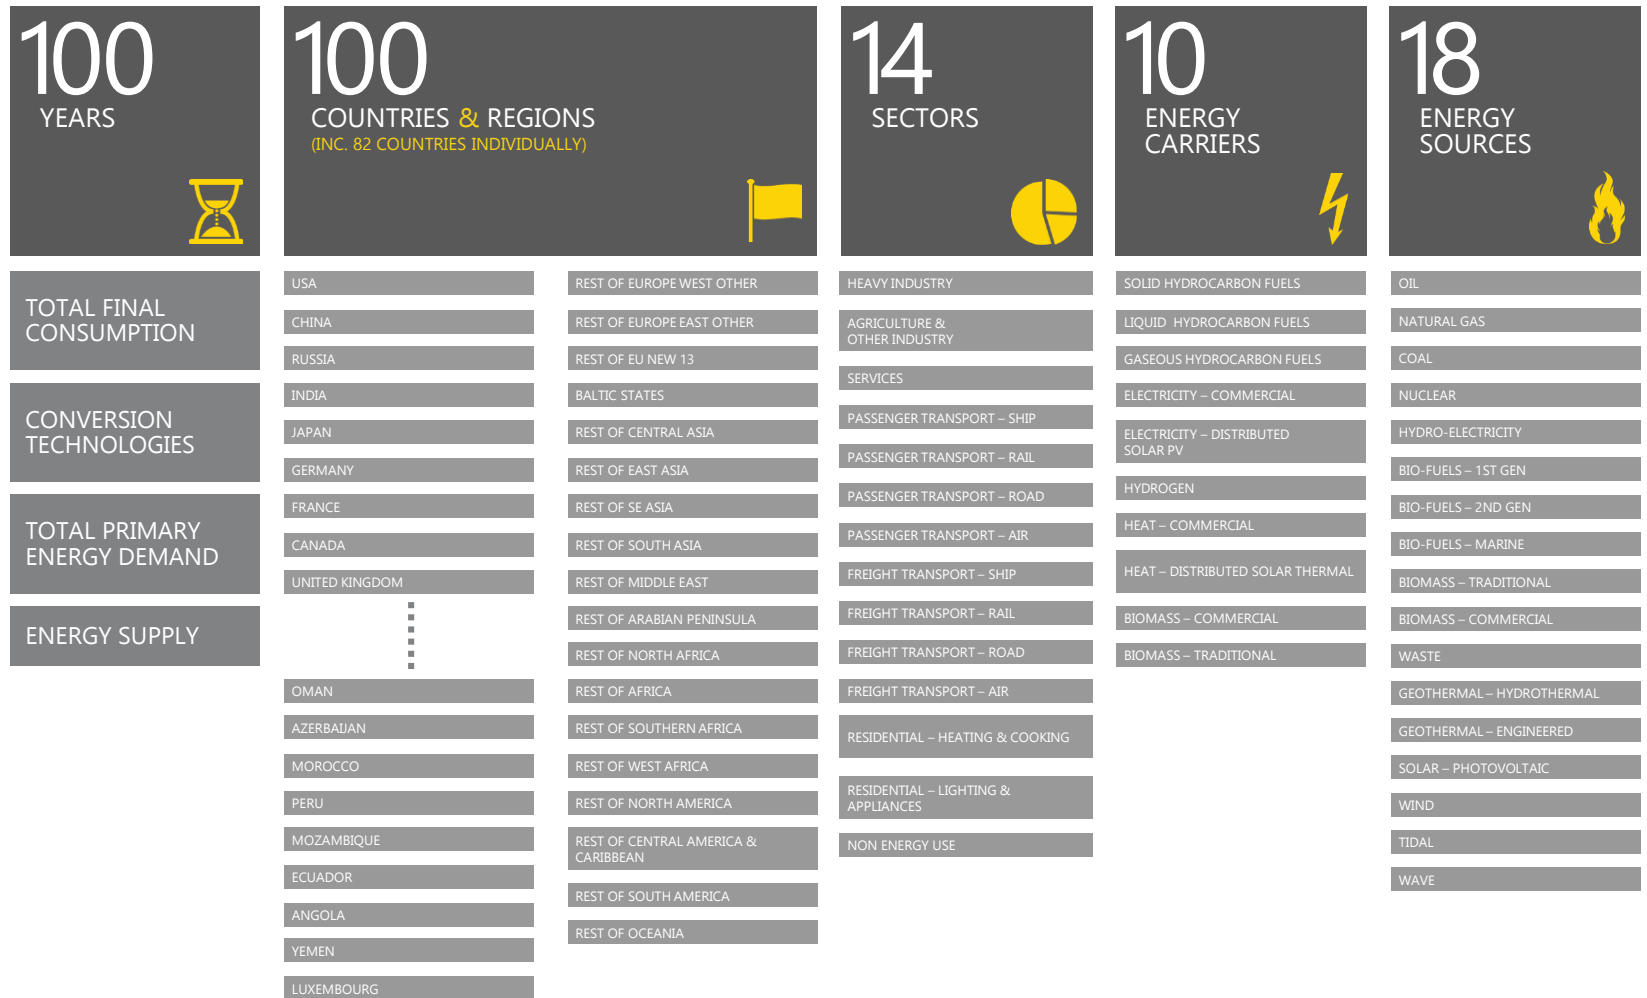 100
YEARS
TOTAL FINAL
CONSUMPTION
CONVERSION
TECHNOLOGIES
TOTAL PRIMARY
ENERGY DEMAND
ENERGY SUPPLY
100
COUNTRIES & REGIONS
(INC. 82 COUNTRIES INDIVIDUALLY)
USA
CHINA
RUSSIA
INDIA
JAPAN
GERMANY
FRANCE
CANADA
UNITED KINGDOM
OMAN
AZERBAIJAN
MOROCCO
PERU
MOZAMBIQUE
ECUADOR
ANGOLA
YEMEN
LUXEMBOURG
REST OF EUROPE WEST OTHER
REST OF EUROPE EAST OTHER
REST OF EU NEW 13
BALTIC STATES
REST OF CENTRAL ASIA
REST OF EAST ASIA
REST OF SE ASIA
REST OF SOUTH ASIA
REST OF MIDDLE EAST
REST OF ARABIAN PENINSULA
REST OF NORTH AFRICA
REST OF AFRICA
REST OF SOUTHERN AFRICA
REST OF WEST AFRICA
REST OF NORTH AMERICA
REST OF CENTRAL AMERICA &
CARIBBEAN
REST OF SOUTH AMERICA
REST OF OCEANIA
14
SECTORS
HEAVY INDUSTRY
AGRICULTURE &
OTHER INDUSTRY
SERVICES
PASSENGER TRANSPORT – SHIP
PASSENGER TRANSPORT – RAIL
PASSENGER TRANSPORT – ROAD
PASSENGER TRANSPORT – AIR
FREIGHT TRANSPORT – SHIP
FREIGHT TRANSPORT – RAIL
FREIGHT TRANSPORT – ROAD
FREIGHT TRANSPORT – AIR
RESIDENTIAL – HEATING & COOKING
RESIDENTIAL – LIGHTING &
APPLIANCES
NON ENERGY USE
10
ENERGY
CARRIERS
SOLID HYDROCARBON FUELS
LIQUID HYDROCARBON FUELS
GASEOUS HYDROCARBON FUELS
ELECTRICITY – COMMERCIAL
ELECTRICITY – DISTRIBUTED
SOLAR PV
HYDROGEN
HEAT – COMMERCIAL
HEAT – DISTRIBUTED SOLAR THERMAL
BIOMASS – COMMERCIAL
BIOMASS – TRADITIONAL
18
ENERGY
SOURCES
OIL
NATURAL GAS
COAL
NUCLEAR
HYDRO-ELECTRICITY
BIO-FUELS – 1ST GEN
BIO-FUELS – 2ND GEN
BIO-FUELS – MARINE
BIOMASS – TRADITIONAL
BIOMASS – COMMERCIAL
WASTE
GEOTHERMAL – HYDROTHERMAL
GEOTHERMAL – ENGINEERED
SOLAR – PHOTOVOLTAIC
WIND
TIDAL
WAVE